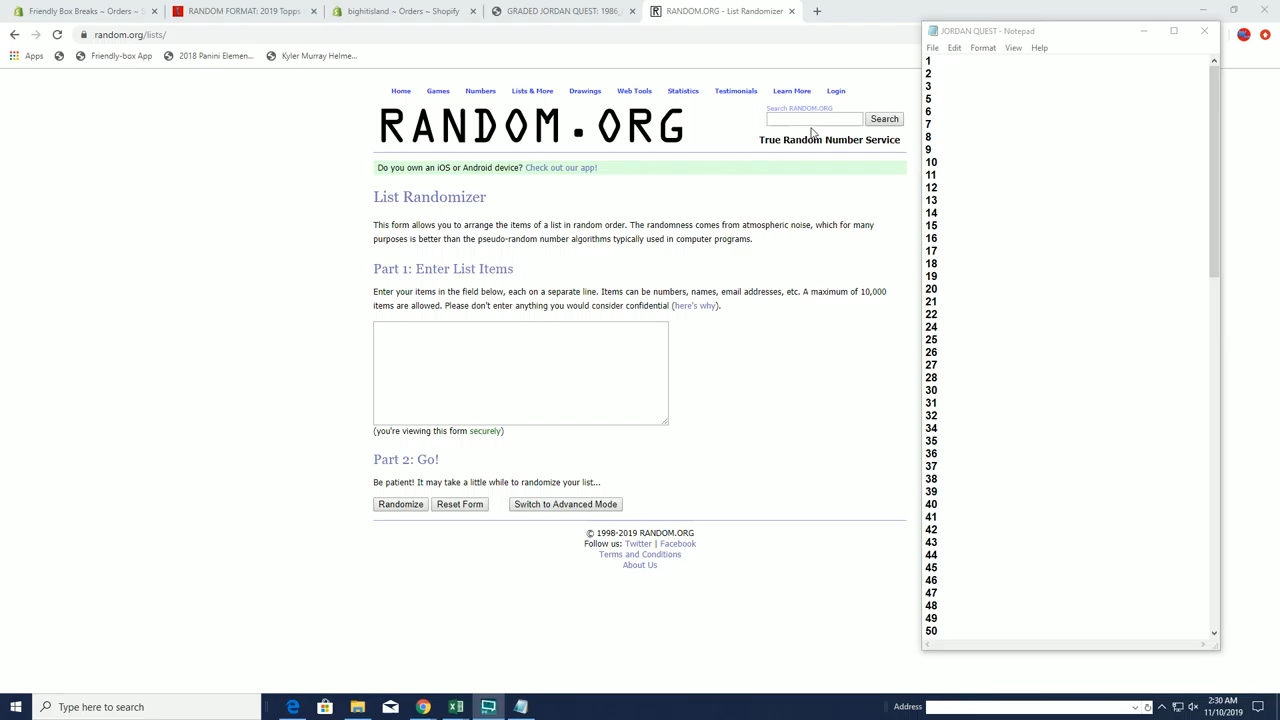 Friendly Box Breaks ~ Orders ~ S
RANDOM FORMAT: 2019 Topps
bighitisland ~ Orders ~ Shopify
GRADED JORDAN QUEST: 1986_
RANDOM.ORG - List Randomizer
random.org/lists/
Apps
Friendly-box App
2018 Panini Elemen...
Kyler Murray Helme...
JORDAN QUEST - Notepad
File Edit Format View Help
Home Games Numbers Lists & More Drawings Web Tools Statistics Testimonials Learn More Login
RANDOM.ORG
Search RANDOM.ORG
Search
True Random Number Service
Do you own an iOS or Android device? Check out our app!
List Randomizer
This form allows you to arrange the items of a list in random order. The randomness comes from atmospheric noise, which for many
purposes is better than the pseudo-random number algorithms typically used in computer programs.
Part 1: Enter List Items
Enter your items in the field below, each on a separate line. Items can be numbers, names, email addresses, etc. A maximum of 10,000
items are allowed. Please don't enter anything you would consider confidential (here's why).
(you're viewing this form securely)
Part 2: Go!
Be patient! It may take a little while to randomize your list...
Randomize Reset Form Switch to Advanced Mode
© 1998-2019 RANDOM.ORG
Follow us: Twitter | Facebook
Terms and Conditions
About Us
1
2
3
5
6
7
8
9
10
11
12
13
14
15
16
17
18
19
20
21
22
24
25
26
27
28
30
31
32
34
35
36
37
38
39
40
41
42
43
44
45
46
47
48
49
50
Type here to search
Address
2:30 AM
11/10/2019